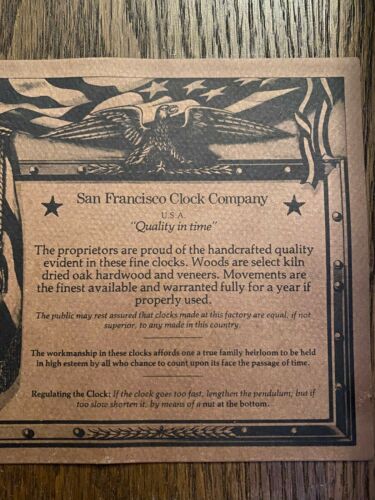 San Francisco Clock Company
U.S.A.
"Quality in time"
The proprietors are proud of the handcrafted quality
evident in these fine clocks. Woods are select kiln
dried oak hardwood and veneers. Movements are
the finest available and warranted fully for a year if
properly used.
The public may rest assured that clocks made at this factory are equal, if not
superior, to any made in this country.
The workmanship in these clocks affords one a true family heirloom to be held
in high esteem by all who chance to count upon its face the passage of time.
Regulating the Clock: If the clock goes too fast, lengthen the pendulum, but if
too slow shorten it, by means of a nut at the bottom.